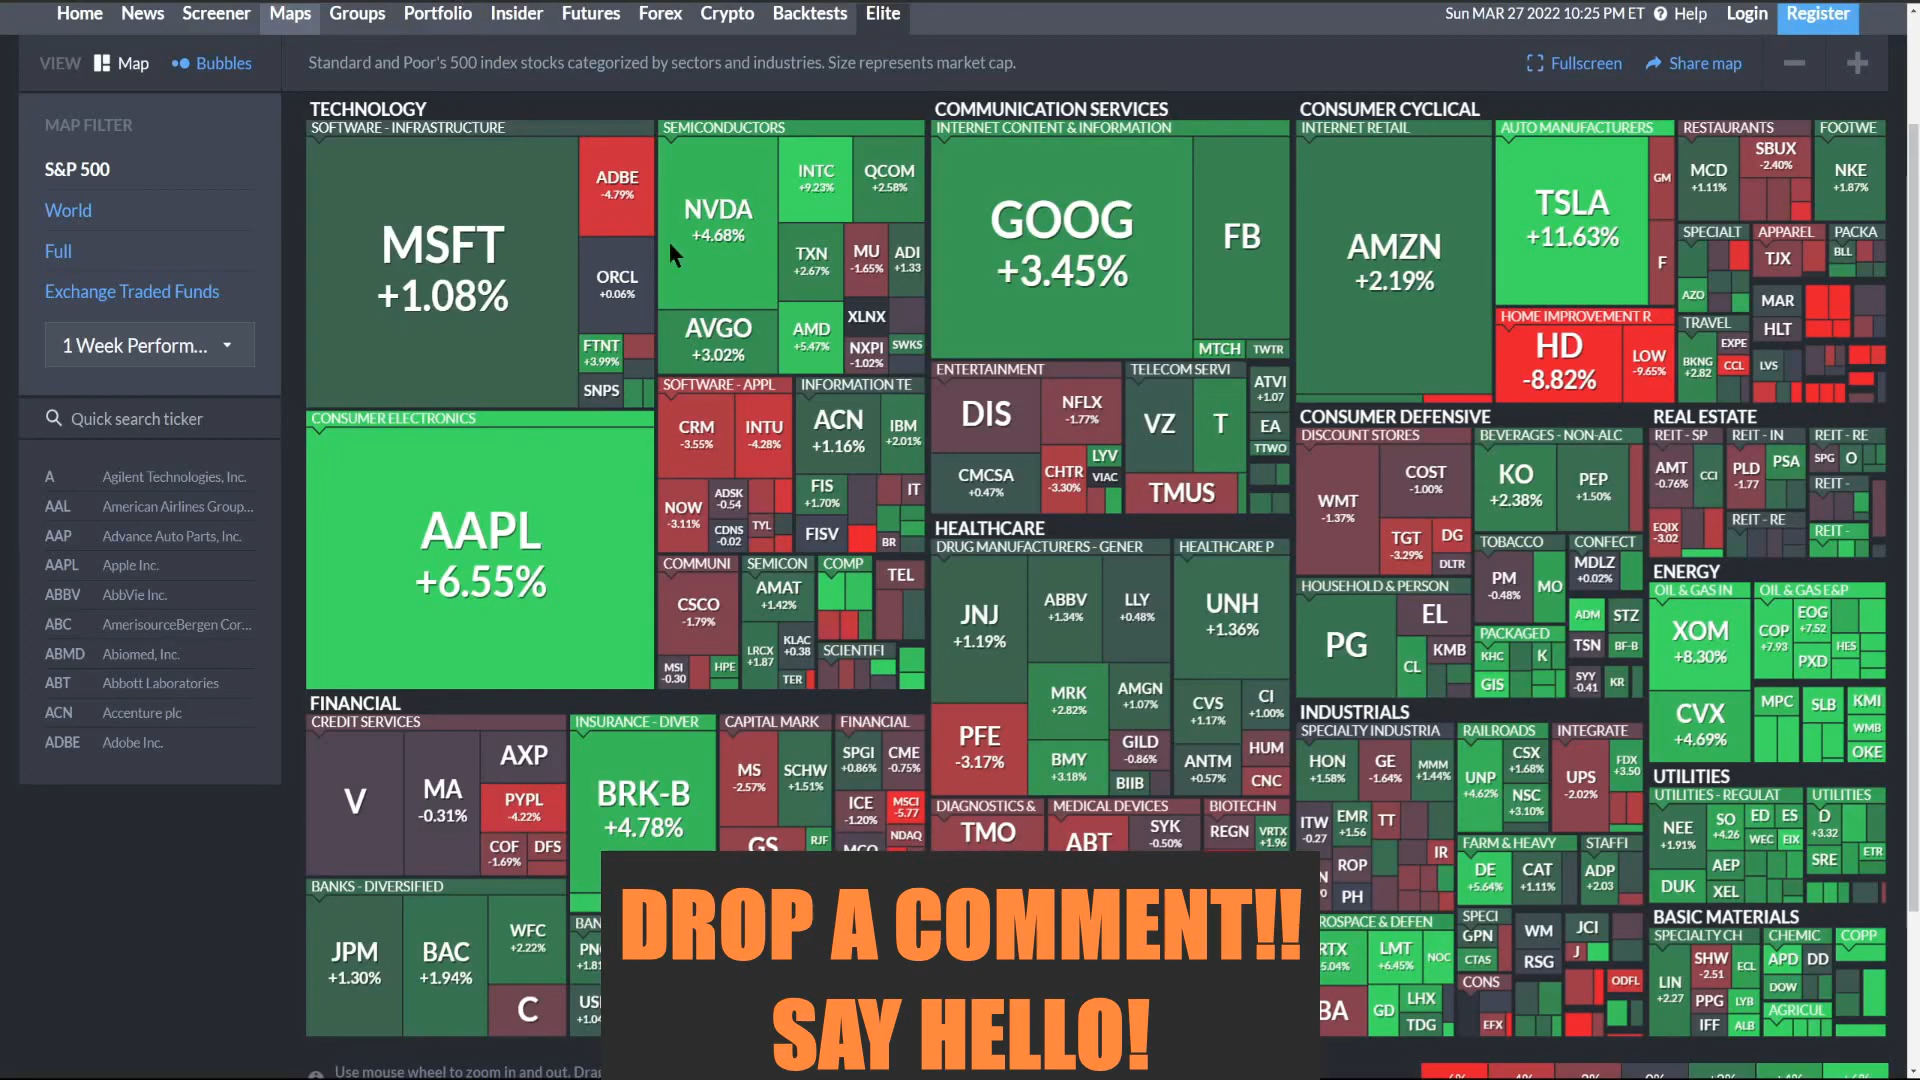 Home News Screener Maps Groups Portfolio Insider Futures Forex Crypto Backtests Elite
Sun MAR 27 2022 10:25 PM ET Help Login Register
VIEW Map Bubbles
Standard and Poor's 500 index stocks categorized by sectors and industries. Size represents market cap.
Fullscreen Share map
MAP FILTER
S&P 500
World
Full
Exchange Traded Funds
1 Week Perform...
Quick search ticker
A Agilent Technologies, Inc.
AAL American Airlines Group...
AAP Advance Auto Parts, Inc.
AAPL Apple Inc.
ABBV AbbVie Inc.
ABC AmerisourceBergen Cor...
ABMD Abiomed, Inc.
ABT Abbott Laboratories
ACN Accenture plc
ADBE Adobe Inc.
TECHNOLOGY
SOFTWARE - INFRASTRUCTURE
MSFT
+1.08%
ADBE
-4.79%
ORCL
+0.06%
FTNT
+3.99%
SNPS
SEMICONDUCTORS
NVDA
+4.68%
INTC
+9.23%
QCOM
+2.58%
TXN
+2.67%
MU
-1.65%
ADI
+1.33
AVGO
+3.02%
AMD
+5.47%
XLNX
NXPI
-1.02%
SWKS
CONSUMER ELECTRONICS
AAPL
+6.55%
SOFTWARE - APPL
CRM
-3.55%
INTU
-4.28%
NOW
-3.11%
ADSK
-0.54
CDNS
-0.02
TYL
INFORMATION TE
ACN
+1.16%
IBM
+2.01%
FIS
+1.70%
IT
FISV
BR
COMMUNI
CSCO
-1.79%
MSI
-0.30
HPE
SEMICON
AMAT
+1.42%
LRCX
+1.87
KLAC
+0.38
TER
COMP
TEL
SCIENTIFI
COMMUNICATION SERVICES
INTERNET CONTENT & INFORMATION
GOOG
+3.45%
FB
MTCH
TWTR
ENTERTAINMENT
DIS
NFLX
-1.77%
CMCSA
+0.47%
CHTR
-3.30%
LYV
VIAC
TELECOM SERVI
VZ
T
TMUS
ATVI
+1.07
EA
TTWO
CONSUMER CYCLICAL
INTERNET RETAIL
AMZN
+2.19%
AUTO MANUFACTURERS
TSLA
+11.63%
GM
F
HOME IMPROVEMENT R
HD
-8.82%
LOW
-9.65%
RESTAURANTS
MCD
+1.11%
SBUX
-2.40%
FOOTWE
NKE
+1.87%
SPECIALT
AZO
APPAREL
TJX
PACKA
BLL
TRAVEL
BKNG
+2.82
EXPE
CCL
MAR
HLT
LVS
CONSUMER DEFENSIVE
DISCOUNT STORES
WMT
-1.37%
COST
-1.00%
TGT
-3.29%
DG
DLTR
BEVERAGES - NON-ALC
KO
+2.38%
PEP
+1.50%
HOUSEHOLD & PERSON
PG
EL
CL
KMB
TOBACCO
PM
-0.48%
MO
CONFECT
MDLZ
+0.02%
PACKAGED
KHC
K
GIS
ADM
STZ
TSN
BF-B
SYY
-0.41
KR
REAL ESTATE
REIT - SP
AMT
-0.76%
CCI
EQIX
-3.02
REIT - IN
PLD
-1.77
PSA
REIT - RE
SPG
O
REIT -
REIT - RE
REIT -
HEALTHCARE
DRUG MANUFACTURERS - GENER
JNJ
+1.19%
ABBV
+1.34%
LLY
+0.48%
PFE
-3.17%
MRK
+2.82%
AMGN
+1.07%
BMY
+3.18%
GILD
-0.86%
BIIB
HEALTHCARE P
UNH
+1.36%
CVS
+1.17%
CI
+1.00%
ANTM
+0.57%
HUM
CNC
DIAGNOSTICS &
TMO
MEDICAL DEVICES
ABT
SYK
-0.50%
BIOTECHN
REGN
VRTX
+1.96
ENERGY
OIL & GAS IN
XOM
+8.30%
CVX
+4.69%
OIL & GAS E&P
COP
+7.93
EOG
+7.52
PXD
HES
MPC
SLB
KMI
WMB
OKE
FINANCIAL
CREDIT SERVICES
V
MA
-0.31%
AXP
PYPL
-4.22%
COF
-1.69%
DFS
INSURANCE - DIVER
BRK-B
+4.78%
CAPITAL MARK
MS
-2.57%
SCHW
+1.51%
GS
RJF
FINANCIAL
SPGI
+0.86%
CME
-0.75%
ICE
-1.20%
MSCI
-5.77
NDAQ
MCO
BANKS - DIVERSIFIED
JPM
+1.30%
BAC
+1.94%
WFC
+2.22%
C
BAN
PNC
+1.81
USB
+1.04
INDUSTRIALS
SPECIALTY INDUSTRIA
HON
+1.58%
GE
-1.64%
MMM
+1.44%
ITW
-0.27
EMR
+1.56
TT
ROP
IR
PH
RAILROADS
UNP
+4.62%
CSX
+1.68%
NSC
+3.10%
INTEGRATE
UPS
-2.02%
FDX
+3.50
FARM & HEAVY
DE
+5.64%
CAT
+1.11%
STAFFI
ADP
+2.03
ROSPACE & DEFEN
RTX
+5.04%
LMT
+6.45%
NOC
BA
GD
LHX
TDG
SPECI
GPN
CTAS
CONS
EFX
WM
RSG
JCI
J
ODFL
UTILITIES
UTILITIES - REGULAT
NEE
+1.91%
SO
+4.26
ED
ES
WEC
EIX
AEP
DUK
XEL
UTILITIES
D
+3.32
SRE
ETR
BASIC MATERIALS
SPECIALTY CH
LIN
+2.27
SHW
-2.51
ECL
PPG
LYB
IFF
ALB
CHEMIC
APD
DD
DOW
AGRICUL
COPP
DROP A COMMENT!!
SAY HELLO!
Use mouse wheel to zoom in and out. Drag